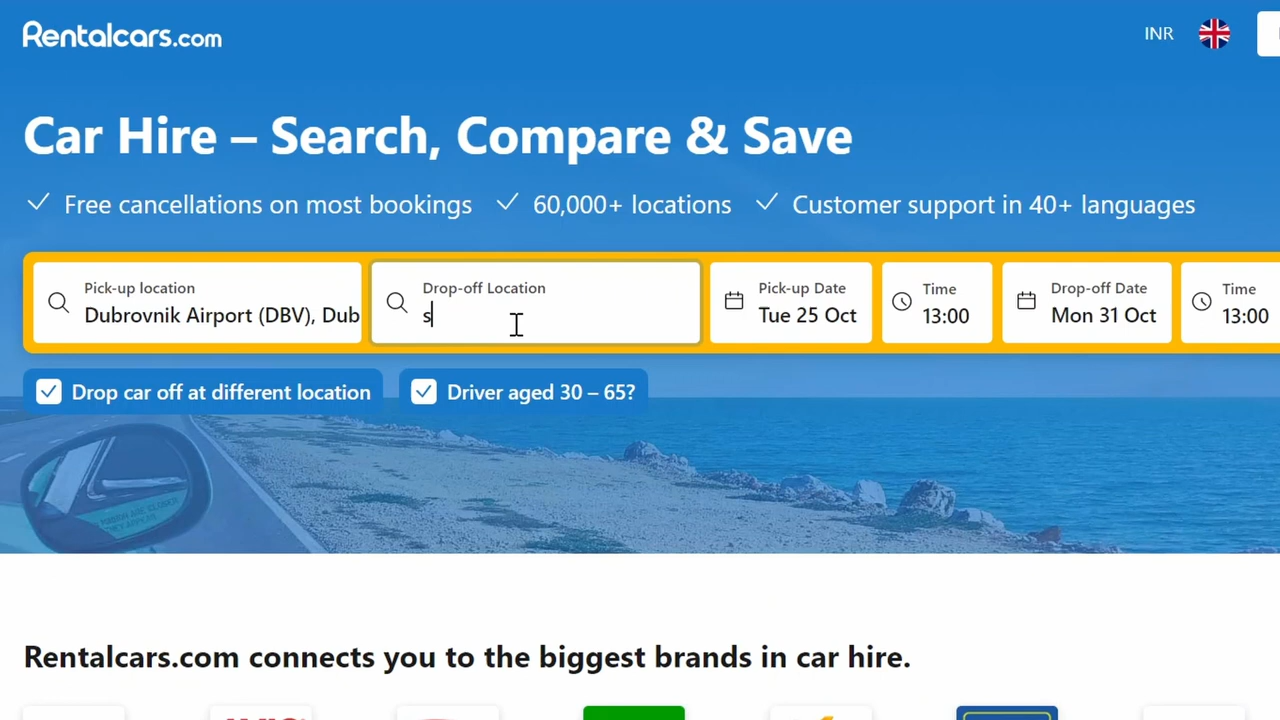 Rentalcars.com
INR
Car Hire – Search, Compare & Save
Free cancellations on most bookings
60,000+ locations
Customer support in 40+ languages
Pick-up location
Dubrovnik Airport (DBV), Dub
Drop-off Location
s
Pick-up Date
Tue 25 Oct
Time
13:00
Drop-off Date
Mon 31 Oct
Time
13:00
Drop car off at different location
Driver aged 30 – 65?
Rentalcars.com connects you to the biggest brands in car hire.